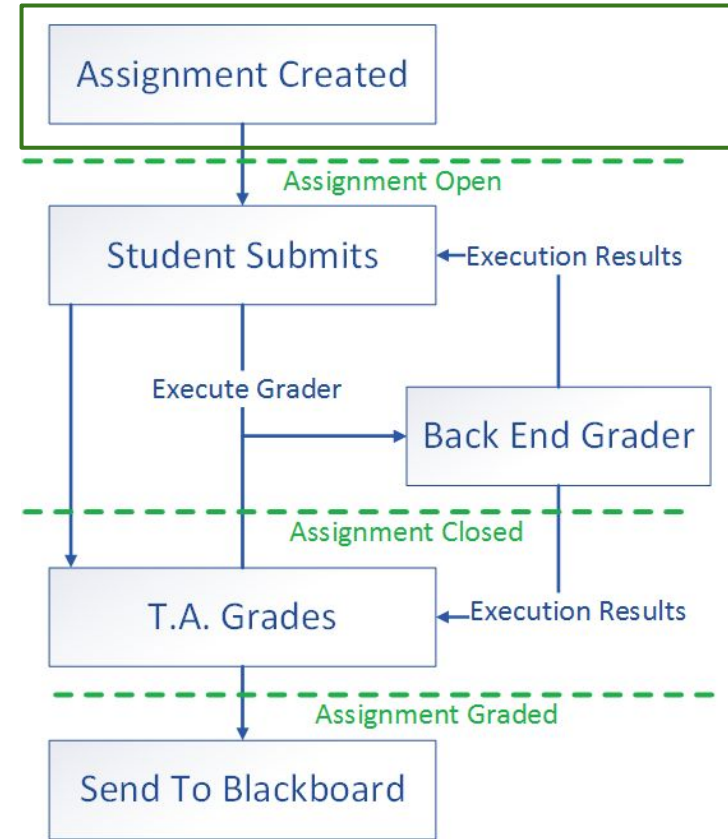 Assignment Created
Assignment Open
Student Submits
Execution Results
Execute Grader
Back End Grader
Assignment Closed
T.A. Grades
Execution Results
Assignment Graded
Send To Blackboard